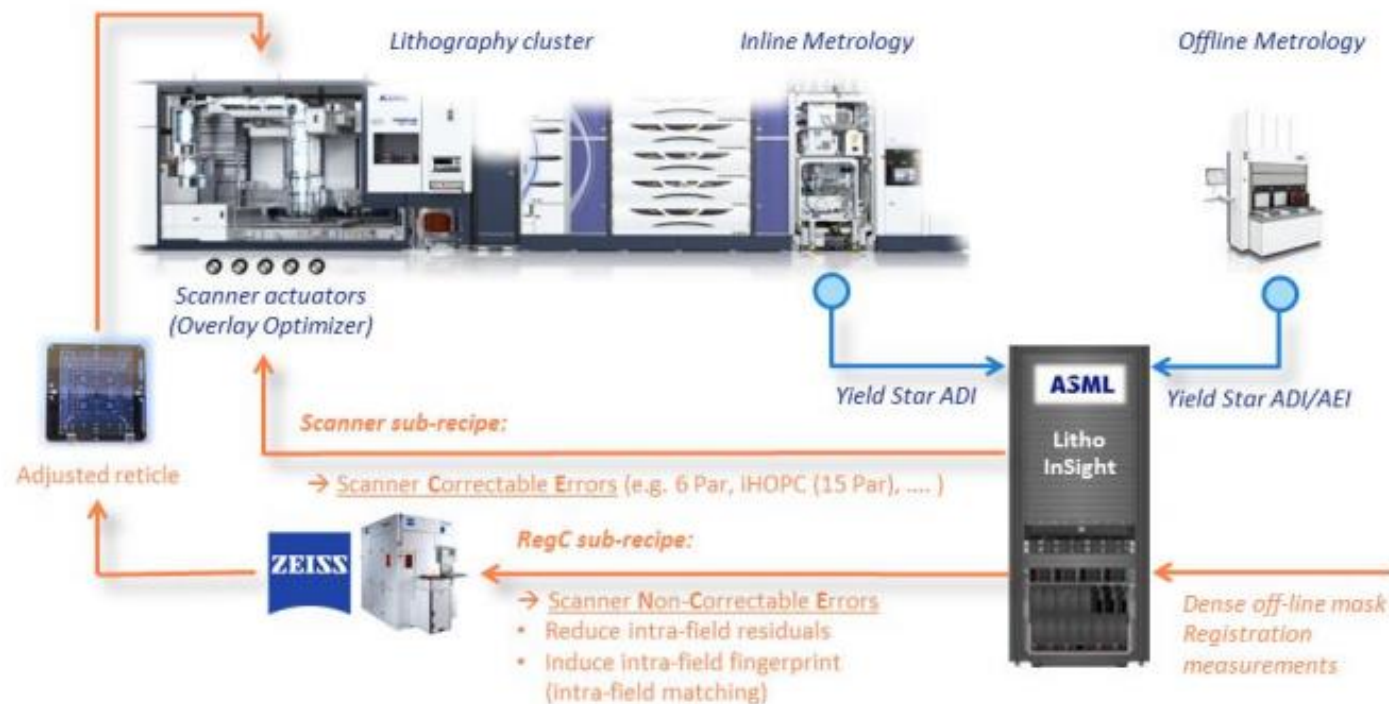 Lithography cluster
Inline Metrology
Offline Metrology
Scanner actuators
(Overlay Optimizer)
Yield Star ADI
ASML
Yield Star ADI/AEI
Litho
InSight
Scanner sub-recipe:
Adjusted reticle
→ Scanner Correctable Errors (e.g. 6 Par, iHOPC (15 Par), .... )
RegC sub-recipe:
ZEISS
→ Scanner Non-Correctable Errors
• Reduce intra-field residuals
• Induce intra-field fingerprint
(intra-field matching)
Dense off-line mask
Registration
measurements